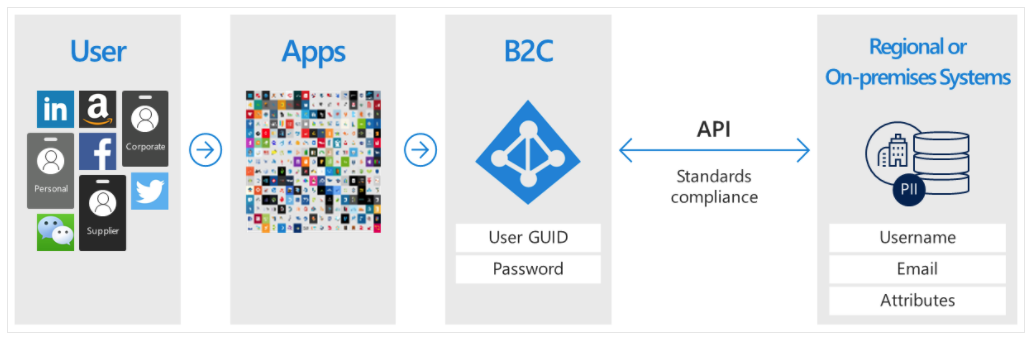 User
in
a
Corporate
Personal
f
Supplier
Apps
B2C
User GUID
Password
API
Standards
compliance
Regional or
On-premises Systems
PII
Username
Email
Attributes